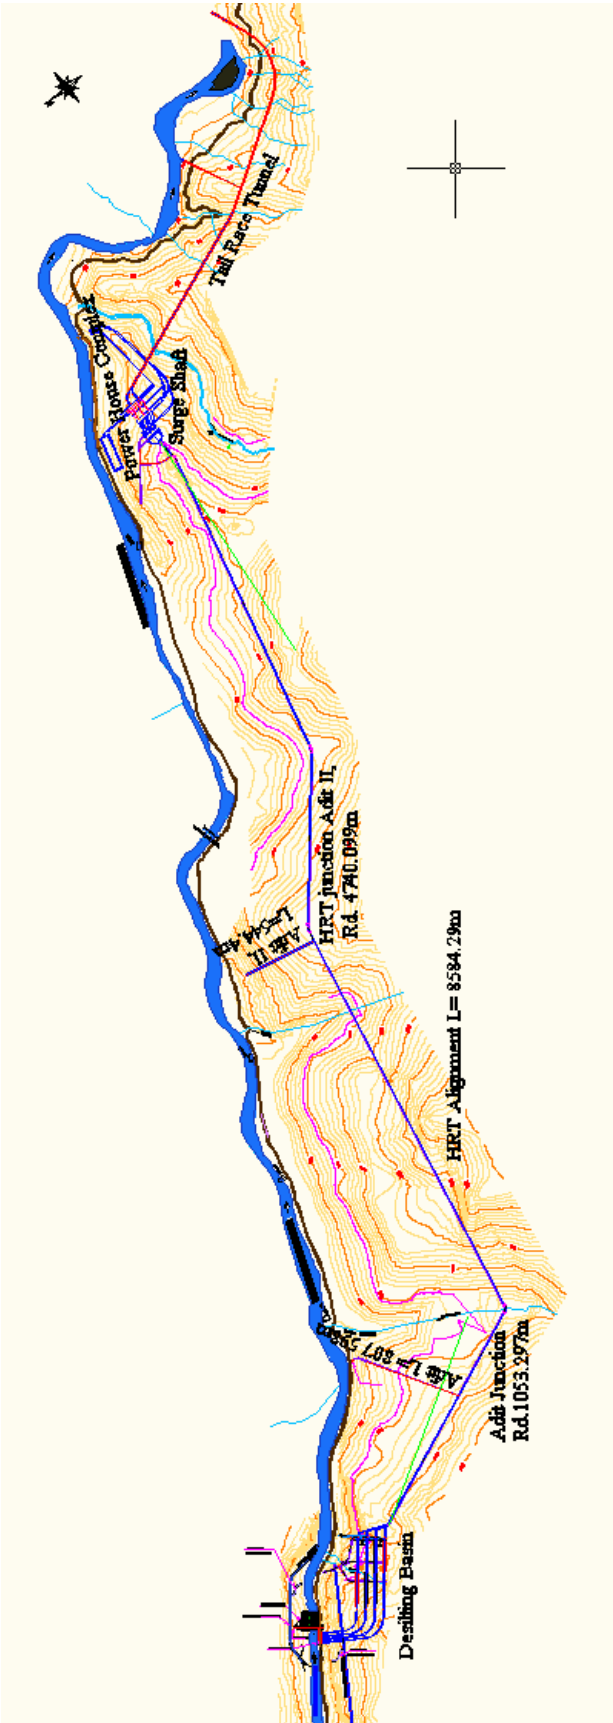 Tail Race Tunnel
Power House Complex
Surge Shaft
HRT junction Adit II,
Rd. 4740.099m
Adit II,
L=544.4m
HRT Alignment L= 8584.29m
Adit Junction
Rd.1053.297m
Desilting Basin